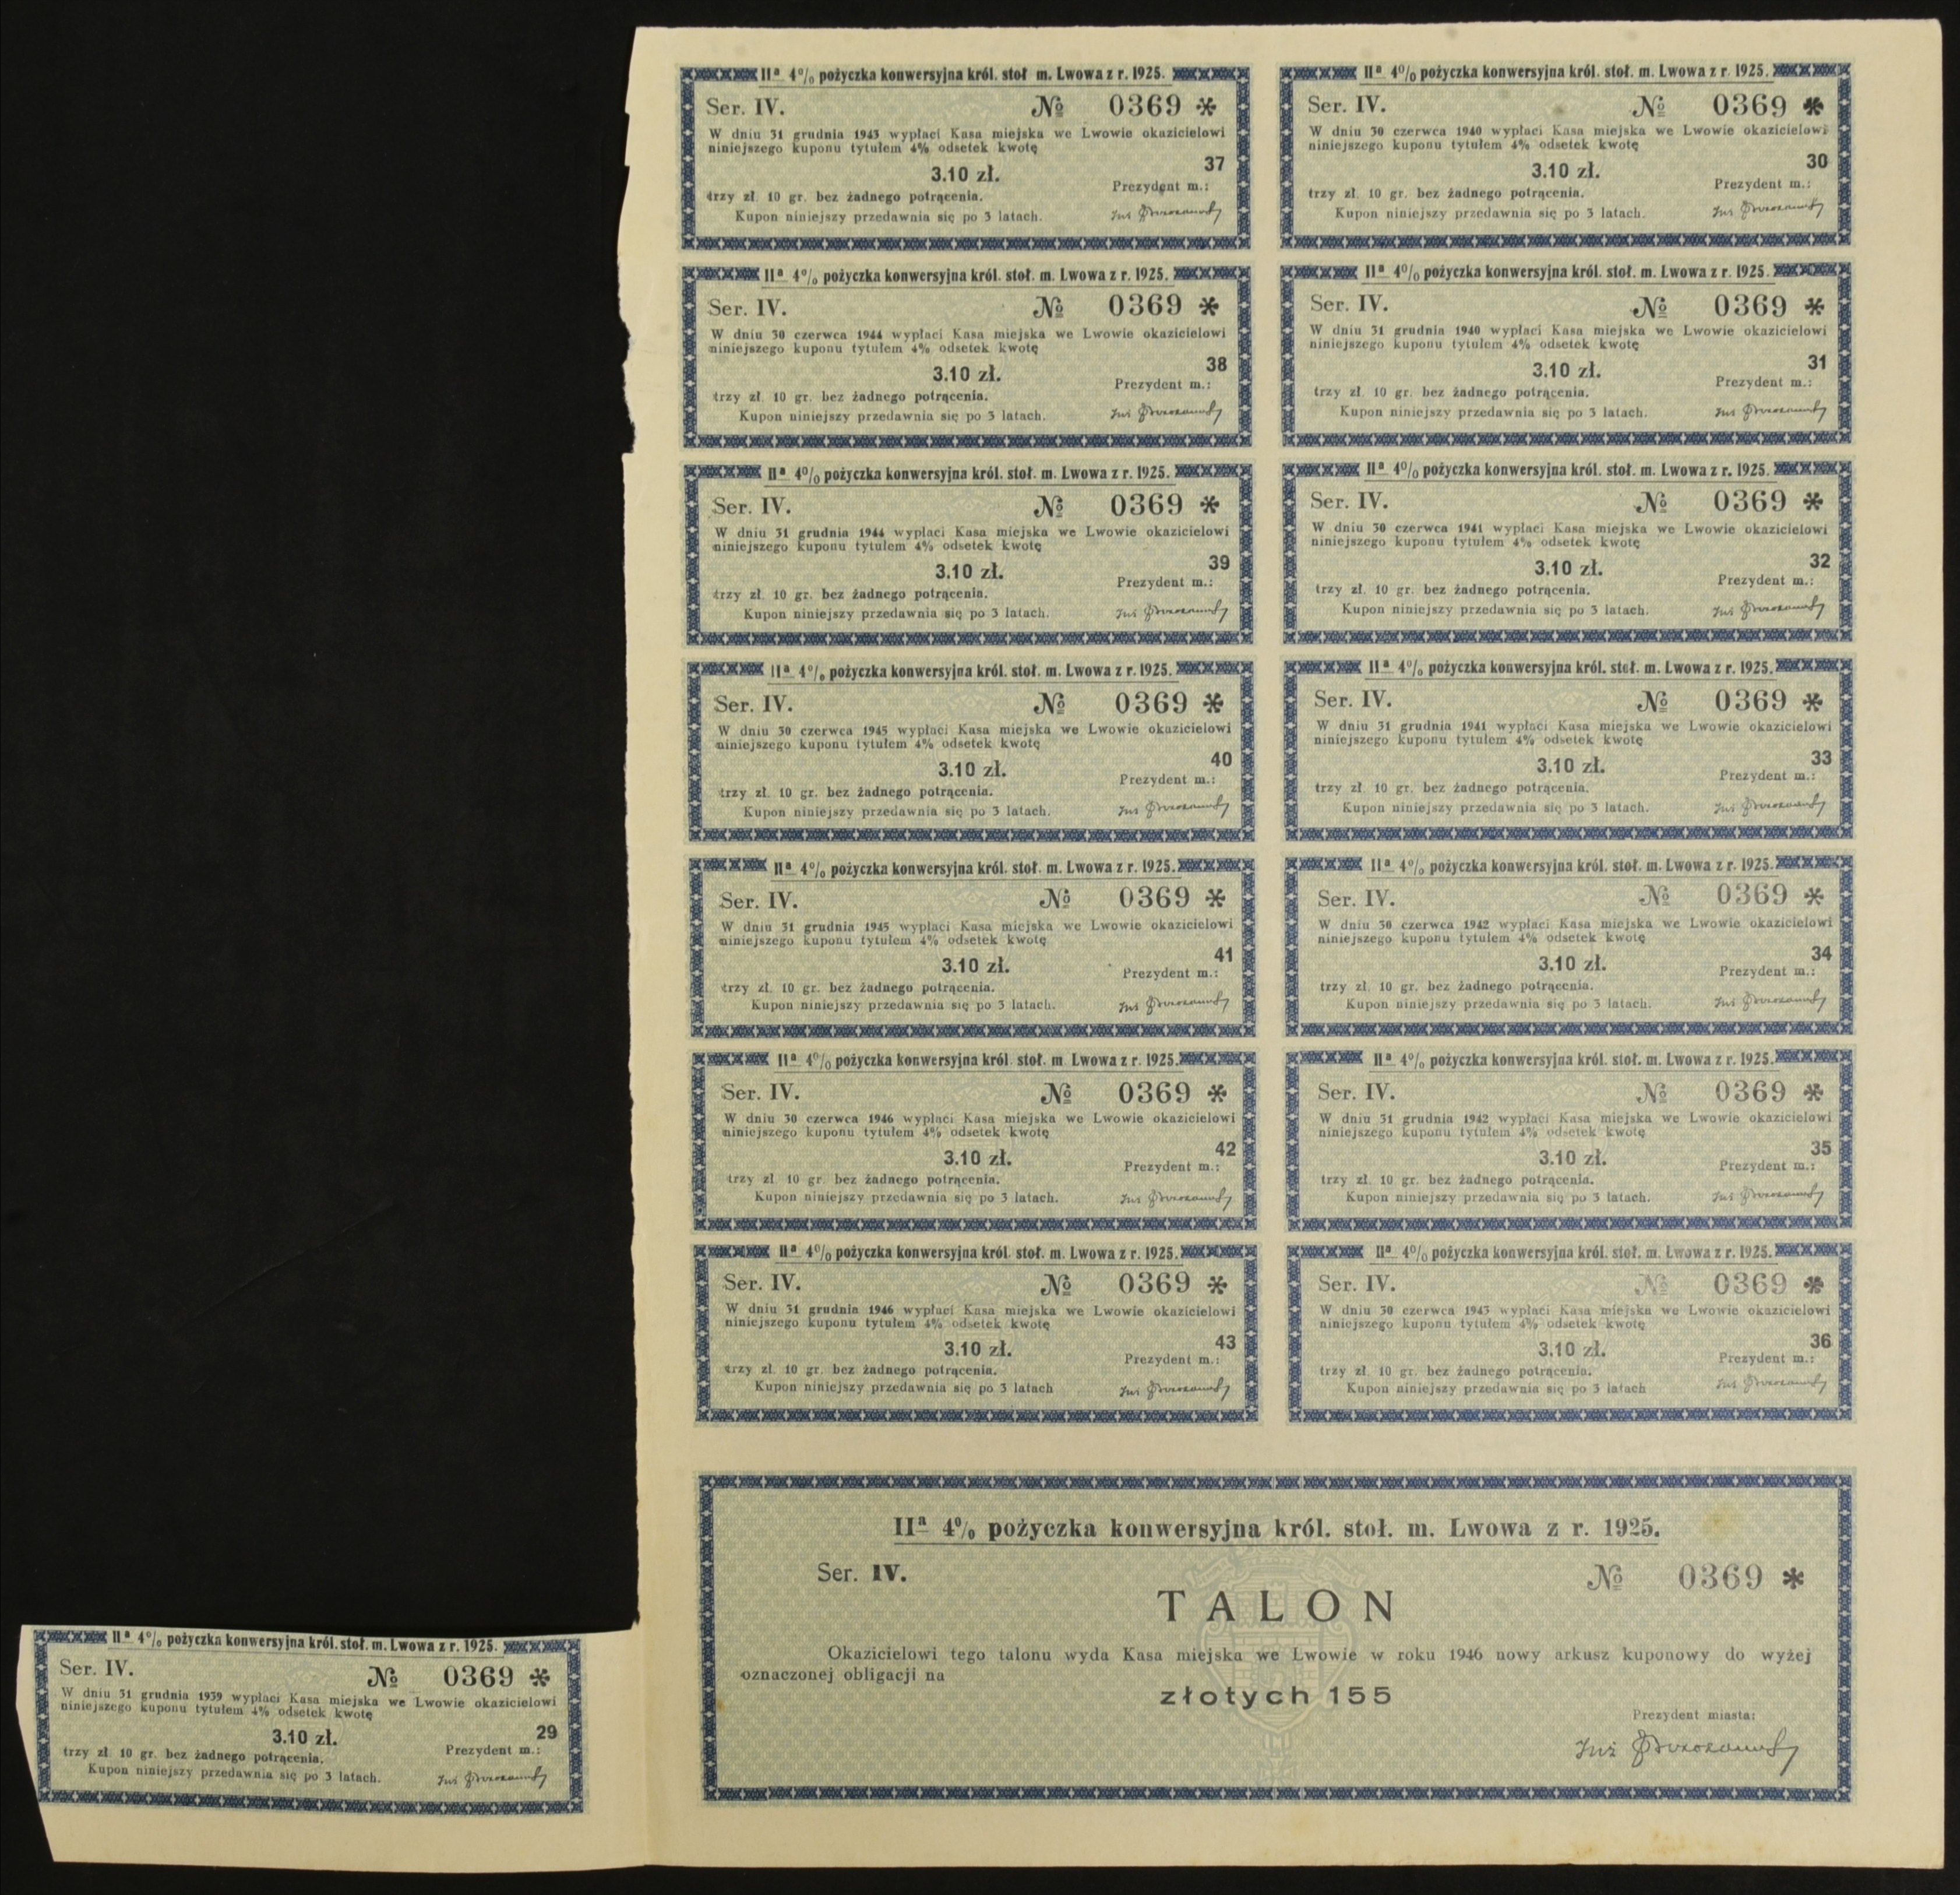 IIª 4% pożyczka konwersyjna król. stoł m. Lwowa z r. 1925.
Ser. IV. № 0369 *
W dniu 31 grudnia 1943 wypłaci Kasa miejska we Lwowie okazicielowi
niniejszego kuponu tytułem 4% odsetek kwotę
37
3.10 zł.
Prezydent m.:
trzy zł. 10 gr. bez żadnego potrącenia.
Kupon niniejszy przedawnia się po 3 latach.
IIª 4% pożyczka konwersyjna król. stoł. m. Lwowa z r. 1925.
Ser. IV. № 0369 *
W dniu 30 czerwca 1944 wypłaci Kasa miejska we Lwowie okazicielowi
niniejszego kuponu tytułem 4% odsetek kwotę
38
3.10 zł.
Prezydent m.:
trzy zł 10 gr. bez żadnego potrącenia.
Kupon niniejszy przedawnia się po 3 latach.
IIª 4% pożyczka konwersyjna król. stoł. m. Lwowa z r. 1925.
Ser. IV. № 0369 *
W dniu 31 grudnia 1944 wypłaci Kasa miejska we Lwowie okazicielowi
niniejszego kuponu tytułem 4% odsetek kwotę
39
3.10 zł.
Prezydent m.:
trzy zł 10 gr. bez żadnego potrącenia.
Kupon niniejszy przedawnia się po 3 latach.
IIª 4% pożyczka konwersyjna król. stoł. m. Lwowa z r. 1925.
Ser. IV. № 0369 *
W dniu 30 czerwca 1945 wypłaci Kasa miejska we Lwowie okazicielowi
niniejszego kuponu tytułem 4% odsetek kwotę
40
3.10 zł.
Prezydent m.:
trzy zł. 10 gr. bez żadnego potrącenia.
Kupon niniejszy przedawnia się po 3 latach.
IIª 4% pożyczka konwersyjna król. stoł. m. Lwowa z r. 1925.
Ser. IV. № 0369 *
W dniu 31 grudnia 1945 wypłaci Kasa miejska we Lwowie okazicielowi
niniejszego kuponu tytułem 4% odsetek kwotę
41
3.10 zł.
Prezydent m.:
trzy zł. 10 gr. bez żadnego potrącenia.
Kupon niniejszy przedawnia się po 3 latach.
IIª 4% pożyczka konwersyjna król stoł. m Lwowa z r. 1925.
Ser. IV. № 0369 *
W dniu 30 czerwca 1946 wypłaci Kasa miejska we Lwowie okazicielowi
niniejszego kuponu tytułem 4% odsetek kwotę
42
3.10 zł.
Prezydent m.:
trzy zł 10 gr. bez żadnego potrącenia.
Kupon niniejszy przedawnia się po 3 latach.
IIª 4% pożyczka konwersyjna król stoł. m. Lwowa z r. 1925.
Ser. IV. № 0369 *
W dniu 31 grudnia 1946 wypłaci Kasa miejska we Lwowie okazicielowi
niniejszego kuponu tytułem 4% odsetek kwotę
43
3.10 zł.
Prezydent m.:
trzy zł. 10 gr. bez żadnego potrącenia.
Kupon niniejszy przedawnia się po 3 latach
IIª 4% pożyczka konwersyjna król. stoł. m. Lwowa z r. 1925.
Ser. IV. № 0369 *
W dniu 30 czerwca 1940 wypłaci Kasa miejska we Lwowie okazicielowi
niniejszego kuponu tytułem 4% odsetek kwotę
30
3.10 zł.
Prezydent m.:
trzy zł 10 gr. bez żadnego potrącenia.
Kupon niniejszy przedawnia się po 3 latach.
IIª 4% pożyczka konwersyjna król. stoł. m. Lwowa z r. 1925.
Ser. IV. № 0369 *
W dniu 31 grudnia 1940 wypłaci Kasa miejska we Lwowie okazicielowi
niniejszego kuponu tytułem 4% odsetek kwotę
31
3.10 zł.
Prezydent m.:
trzy zł 10 gr. bez żadnego potrącenia.
Kupon niniejszy przedawnia się po 3 latach.
IIª 4% pożyczka konwersyjna król. stoł. m. Lwowa z r. 1925.
Ser. IV. № 0369 *
W dniu 30 czerwca 1941 wypłaci Kasa miejska we Lwowie okazicielowi
niniejszego kuponu tytułem 4% odsetek kwotę
32
3.10 zł.
Prezydent m.:
trzy zł 10 gr. bez żadnego potrącenia.
Kupon niniejszy przedawnia się po 3 latach.
IIª 4% pożyczka konwersyjna król. stoł. m. Lwowa z r. 1925.
Ser. IV. № 0369 *
W dniu 31 grudnia 1941 wypłaci Kasa miejska we Lwowie okazicielowi
niniejszego kuponu tytułem 4% odsetek kwotę
33
3.10 zł.
Prezydent m.:
trzy zł 10 gr. bez żadnego potrącenia.
Kupon niniejszy przedawnia się po 3 latach.
IIª 4% pożyczka konwersyjna król. stoł. m. Lwowa z r. 1925.
Ser. IV. № 0369 *
W dniu 30 czerwca 1942 wypłaci Kasa miejska we Lwowie okazicielowi
niniejszego kuponu tytułem 4% odsetek kwotę
34
3.10 zł.
Prezydent m.:
trzy zł. 10 gr. bez żadnego potrącenia.
Kupon niniejszy przedawnia się po 3 latach.
IIª 4% pożyczka konwersyjna król. stoł. m. Lwowa z r. 1925.
Ser. IV. № 0369 *
W dniu 31 grudnia 1942 wypłaci Kasa miejska we Lwowie okazicielowi
niniejszego kuponu tytułem 4% odsetek kwotę
35
3.10 zł.
Prezydent m.:
trzy zł. 10 gr. bez żadnego potrącenia.
Kupon niniejszy przedawnia się po 3 latach.
IIª 4% pożyczka konwersyjna król. stoł. m. Lwowa z r. 1925.
Ser. IV. № 0369 *
W dniu 30 czerwca 1943 wypłaci Kasa miejska we Lwowie okazicielowi
niniejszego kuponu tytułem 4% odsetek kwotę
36
3.10 zł.
Prezydent m.:
trzy zł. 10 gr. bez żadnego potrącenia.
Kupon niniejszy przedawnia się po 3 latach
IIª 4% pożyczka konwersyjna król. stoł. m. Lwowa z r. 1925.
Ser. IV. № 0369 *
TALON
Okazicielowi tego talonu wyda Kasa miejska we Lwowie w roku 1946 nowy arkusz kuponowy do wyżej
oznaczonej obligacji na
złotych 155
Prezydent miasta:
IIª 4% pożyczka konwersyjna król. stoł. m. Lwowa z r. 1925.
Ser. IV. № 0369 *
W dniu 31 grudnia 1939 wypłaci Kasa miejska we Lwowie okazicielowi
niniejszego kuponu tytułem 4% odsetek kwotę
29
3.10 zł.
Prezydent m.:
trzy zł. 10 gr. bez żadnego potrącenia.
Kupon niniejszy przedawnia się po 3 latach.